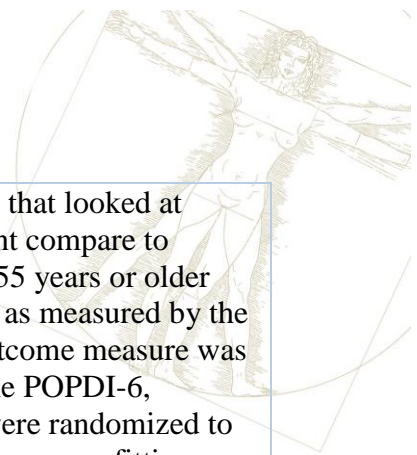 that looked at
nt compare to
55 years or older
as measured by the
tcome measure was
e POPDI-6,
vere randomized to